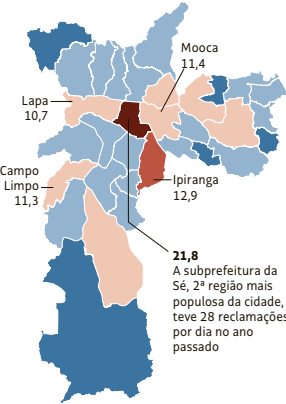 Mooca
11,4
Lapa
10,7
Campo
Limpo
11,3
Ipiranga
12,9
21,8
A subprefeitura da
Sé, 2ª região mais
populosa da cidade,
teve 28 reclamações
por dia no ano
passado